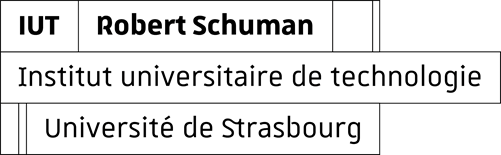 IUT Robert Schuman
Institut universitaire de technologie
Université de Strasbourg